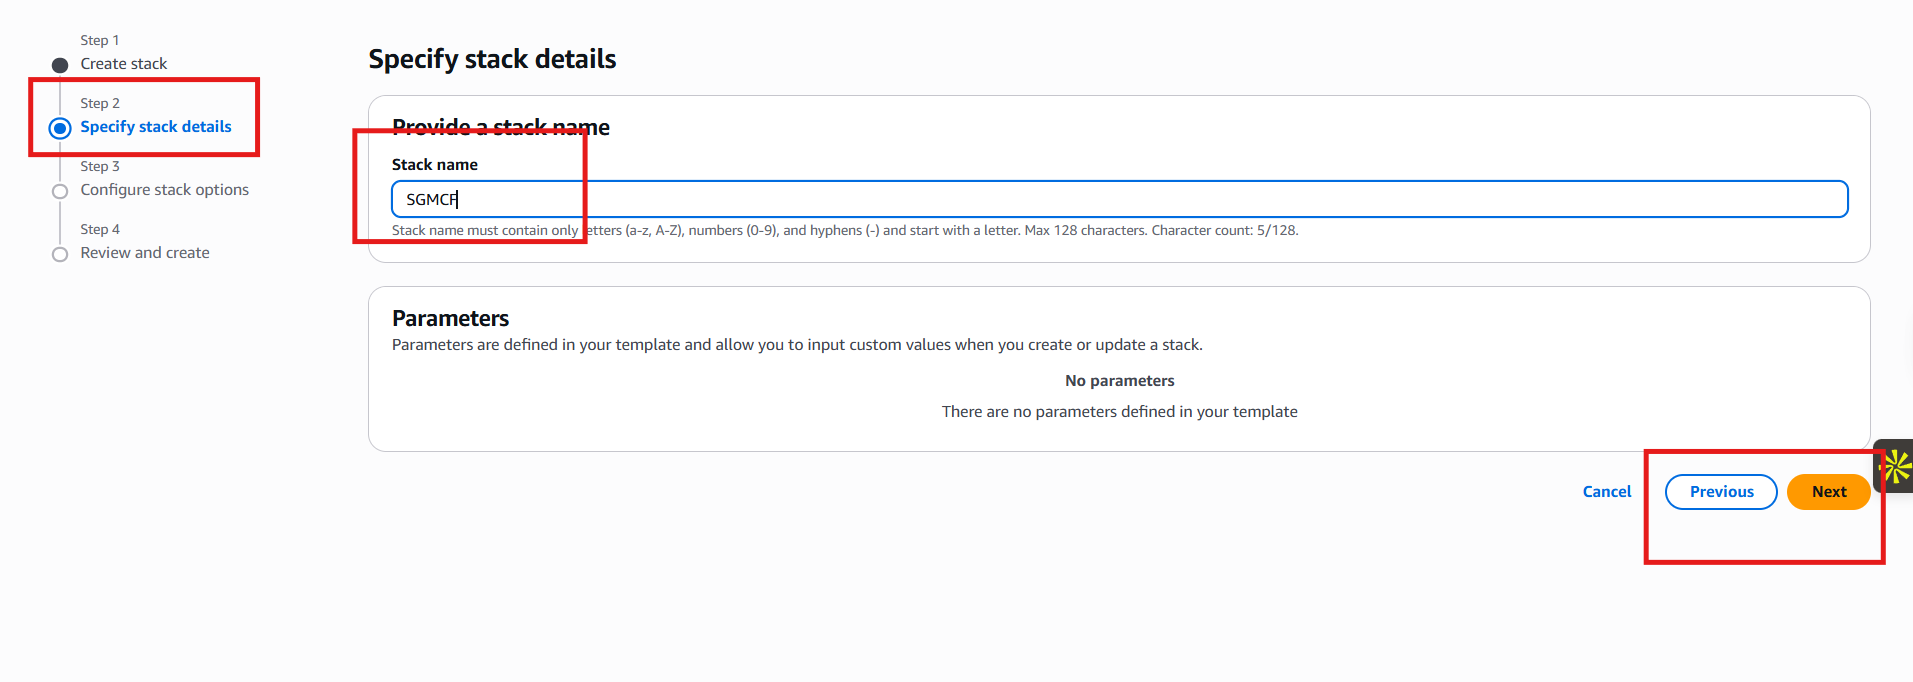 Step 1
Create stack
Step 2
Specify stack details
Step 3
Configure stack options
Step 4
Review and create
Specify stack details
Provide a stack name
Stack name
SGMCF
Stack name must contain only letters (a-z, A-Z), numbers (0-9), and hyphens (-) and start with a letter. Max 128 characters. Character count: 5/128.
Parameters
Parameters are defined in your template and allow you to input custom values when you create or update a stack.
No parameters
There are no parameters defined in your template
Cancel
Previous
Next